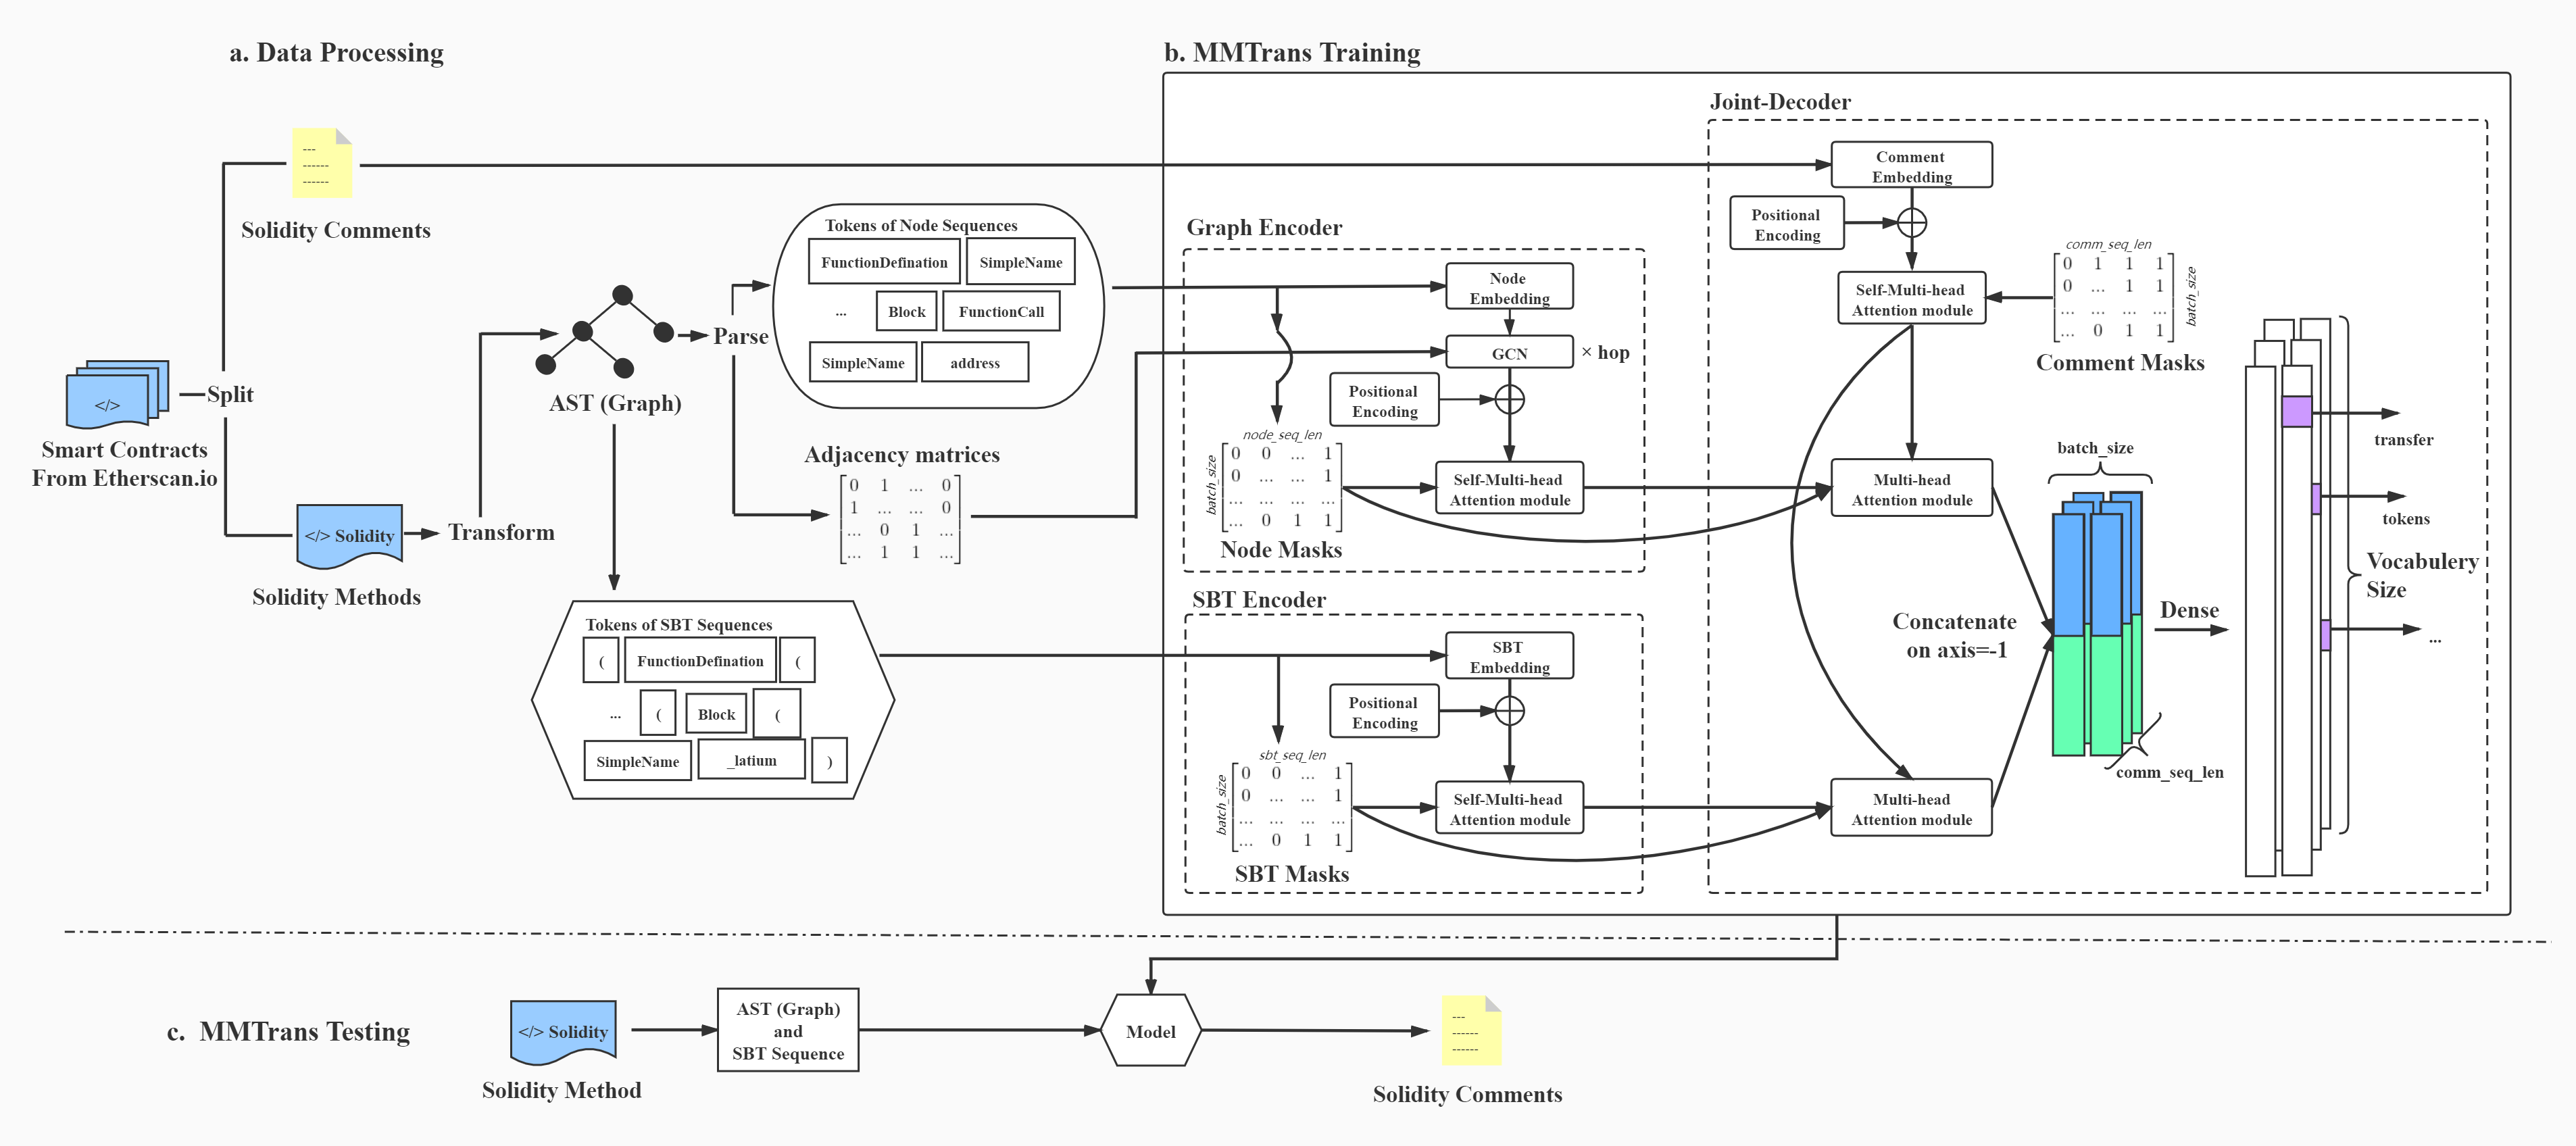 a. Data Processing
---
------
------
Solidity Comments
</>
Smart Contracts
From Etherscan.io
Split
</> Solidity
Solidity Methods
Transform
AST (Graph)
Parse
Tokens of Node Sequences
FunctionDefination
SimpleName
...
Block
FunctionCall
SimpleName
address
Adjacency matrices
0 1 ... 0
1 ... ... 0
... 0 1 ...
... 1 1 ...
Tokens of SBT Sequences
( FunctionDefination (
... ( Block (
SimpleName _latium )
b. MMTrans Training
Graph Encoder
Node
Embedding
GCN
× hop
Positional
Encoding
node_seq_len
batch_size
0 0 ... 1
0 ... ... 1
... ... ... ...
... 0 1 1
Node Masks
Self-Multi-head
Attention module
SBT Encoder
SBT
Embedding
Positional
Encoding
sbt_seq_len
batch_size
0 0 ... 1
0 ... ... 1
... ... ... ...
... 0 1 1
SBT Masks
Self-Multi-head
Attention module
Joint-Decoder
Comment
Embedding
Positional
Encoding
Self-Multi-head
Attention module
comm_seq_len
0 1 1 1
0 ... 1 1
... ... ... ...
... 0 1 1
batch_size
Comment Masks
Multi-head
Attention module
Multi-head
Attention module
Concatenate
on axis=-1
batch_size
comm_seq_len
Dense
transfer
tokens
...
Vocabulery
Size
c. MMTrans Testing
</> Solidity
Solidity Method
AST (Graph)
and
SBT Sequence
Model
---
------
------
Solidity Comments